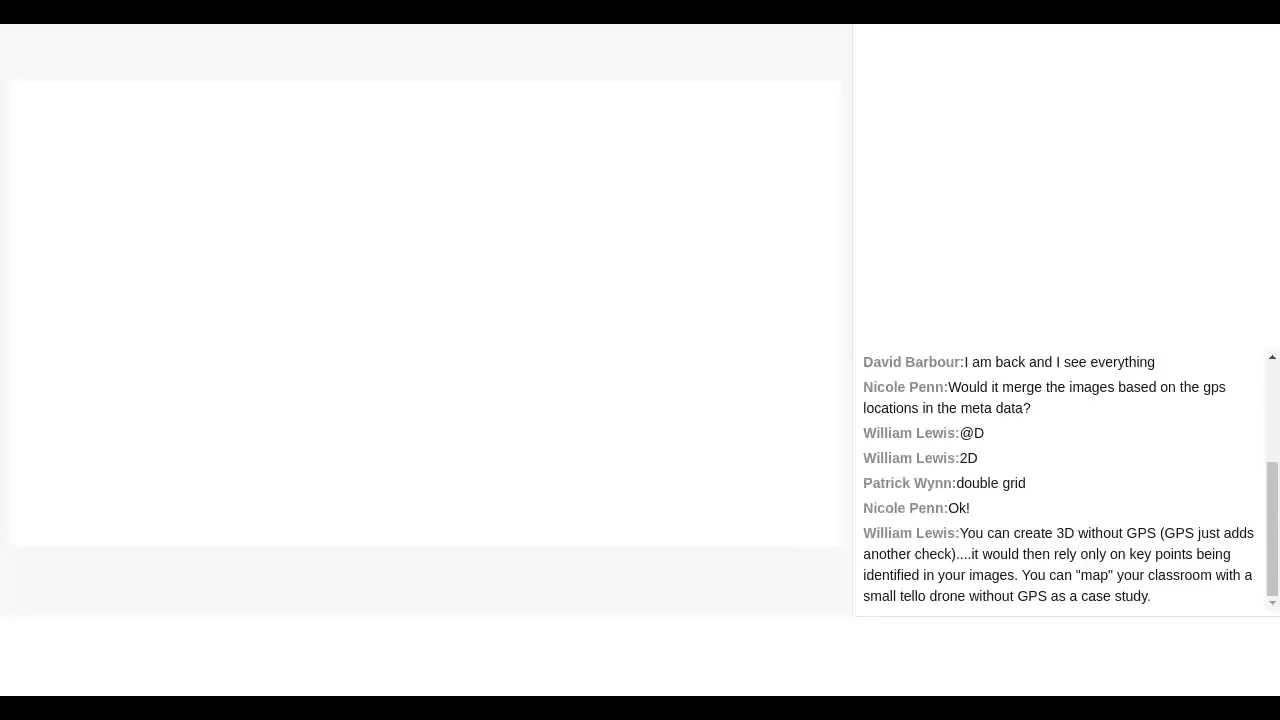 David Barbour:I am back and I see everything
Nicole Penn:Would it merge the images based on the gps
locations in the meta data?
William Lewis:@D
William Lewis:2D
Patrick Wynn:double grid
Nicole Penn:Ok!
William Lewis:You can create 3D without GPS (GPS just adds
another check)....it would then rely only on key points being
identified in your images. You can "map" your classroom with a
small tello drone without GPS as a case study.